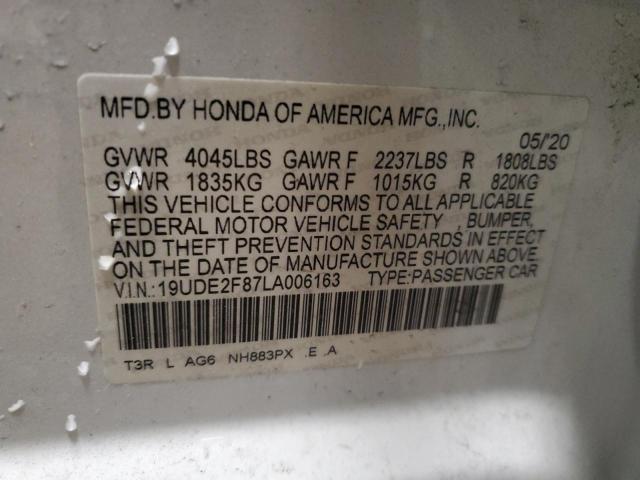 MFD.BY HONDA OF AMERICA MFG.,INC.
05/'20
GVWR 4045LBS GAWR F 2237LBS R 1808LBS
GVWR 1835KG GAWR F 1015KG R 820KG
THIS VEHICLE CONFORMS TO ALL APPLICABLE
FEDERAL MOTOR VEHICLE SAFETY , BUMPER,
AND THEFT PREVENTION STANDARDS IN EFFECT
ON THE DATE OF MANUFACTURE SHOWN ABOVE.
V.I.N.:19UDE2F87LA006163 TYPE:PASSENGER CAR
T3R L AG6 NH883PX .E .A